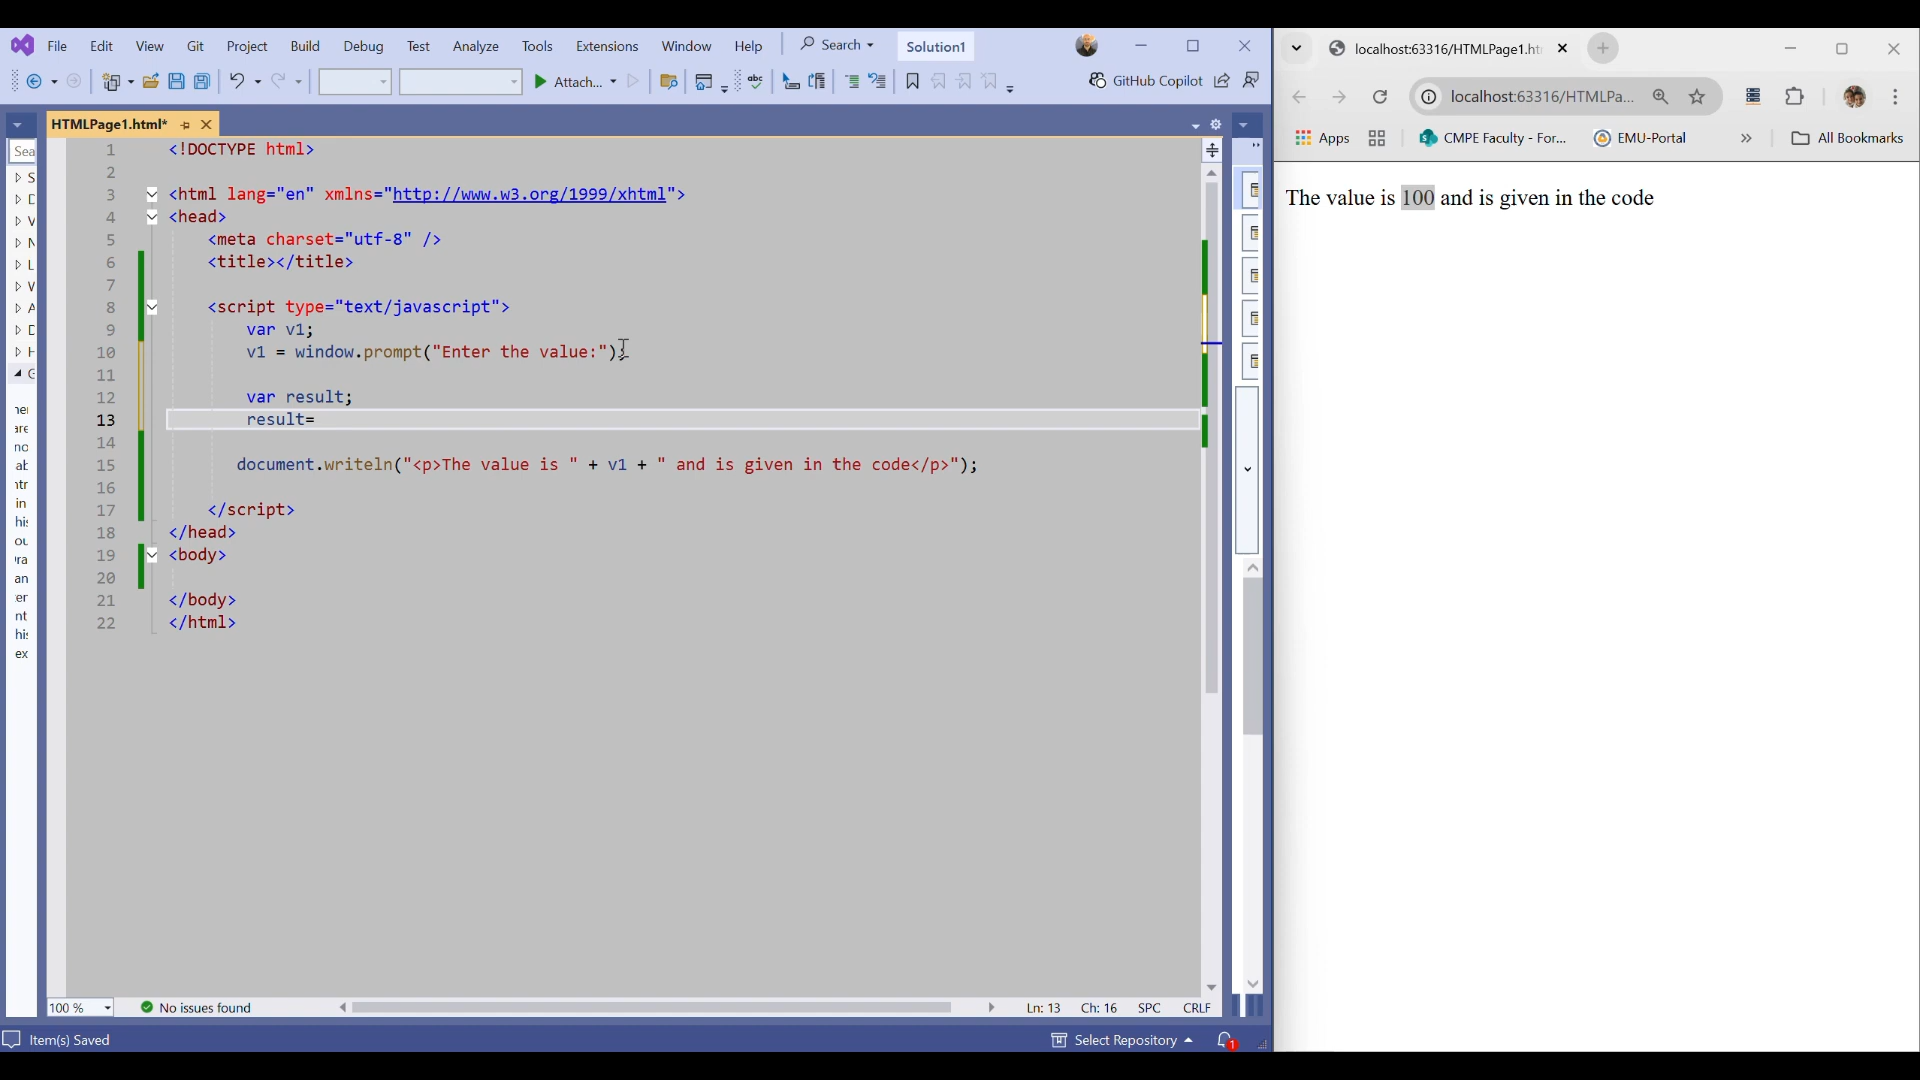 File Edit View Git Project Build Debug Test Analyze Tools Extensions Window Help Search Solution1
Attach... GitHub Copilot
HTMLPage1.html*
1 <!DOCTYPE html>
2
3 <html lang="en" xmlns="http://www.w3.org/1999/xhtml">
4 <head>
5 <meta charset="utf-8" />
6 <title></title>
7
8 <script type="text/javascript">
9 var v1;
10 v1 = window.prompt("Enter the value:");
11
12 var result;
13 result=
14
15 document.writeln("<p>The value is " + v1 + " and is given in the code</p>");
16
17 </script>
18 </head>
19 <body>
20
21 </body>
22 </html>
100 % No issues found Ln: 13 Ch: 16 SPC CRLF
Item(s) Saved Select Repository 1
localhost:63316/HTMLPage1.ht
localhost:63316/HTMLPa...
Apps CMPE Faculty - For... EMU-Portal » All Bookmarks
The value is 100 and is given in the code